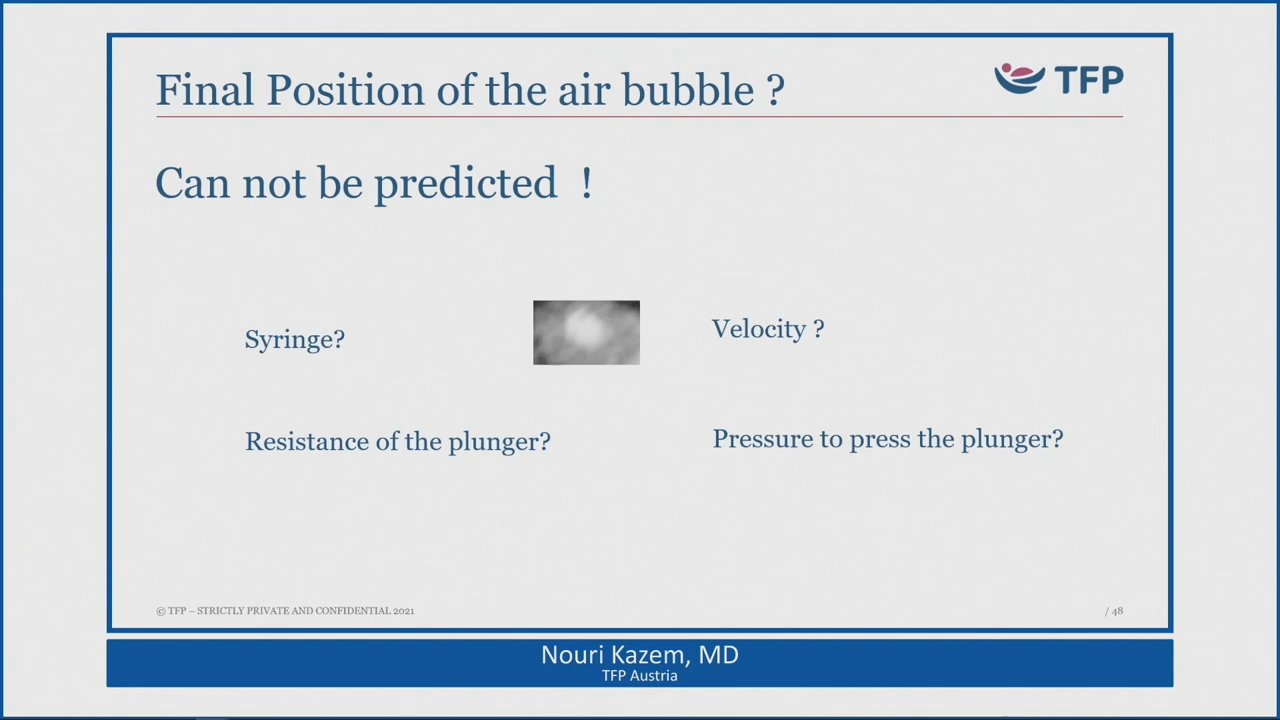 Final Position of the air bubble ?
TFP
Can not be predicted !
Syringe?
Velocity ?
Resistance of the plunger?
Pressure to press the plunger?
© TFP – STRICTLY PRIVATE AND CONFIDENTIAL 2021
/ 48
Nouri Kazem, MD
TFP Austria